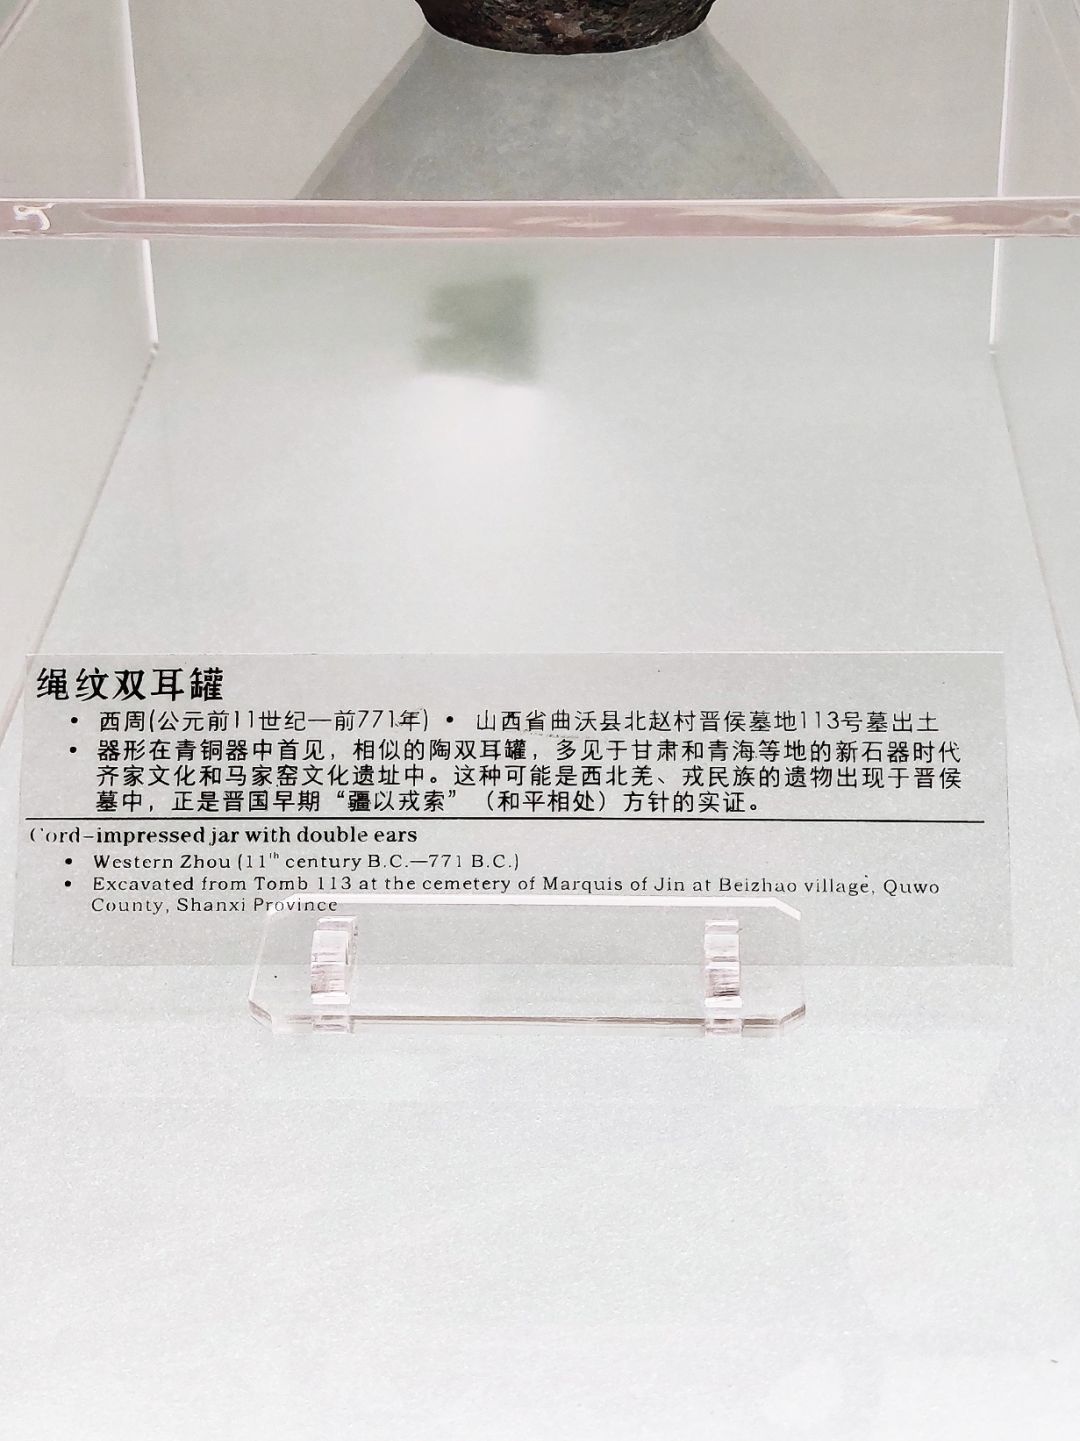 绳纹双耳罐
• 西周(公元前11世纪—前771年) • 山西省曲沃县北赵村晋侯墓地113号墓出土
• 器形在青铜器中首见，相似的陶双耳罐，多见于甘肃和青海等地的新石器时代
齐家文化和马家窑文化遗址中。这种可能是西北羌、戎民族的遗物出现于晋侯
墓中，正是晋国早期“疆以戎索”（和平相处）方针的实证。
Cord-impressed jar with double ears
• Western Zhou (11th century B.C.—771 B.C.)
• Excavated from Tomb 113 at the cemetery of Marquis of Jin at Beizhao village, Quwo
County, Shanxi Province